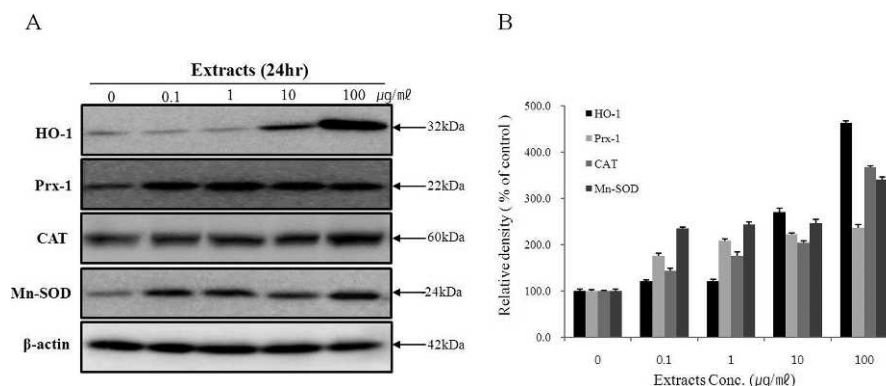 A
Extracts (24hr)
0 0.1 1 10 100 μg/㎖
HO-1 32kDa
Prx-1 22kDa
CAT 60kDa
Mn-SOD 24kDa
β-actin 42kDa
B
Relative density ( % of control )
500.0
400.0
300.0
200.0
100.0
0.0
HO-1
Prx-1
CAT
Mn-SOD
0 0.1 1 10 100
Extracts Conc. (μg/㎖)